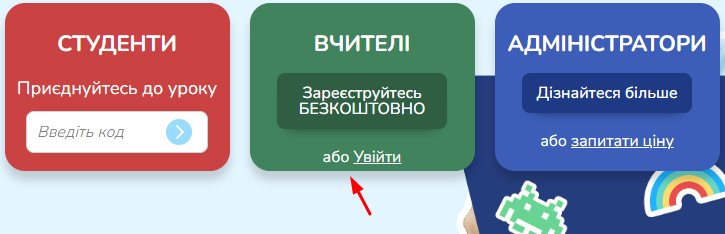 СТУДЕНТИ
Приєднуйтесь до уроку
Введіть код
ВЧИТЕЛІ
Зареєструйтесь
БЕЗКОШТОВНО
або Увійти
АДМІНІСТРАТОРИ
Дізнайтеся більше
або запитати ціну